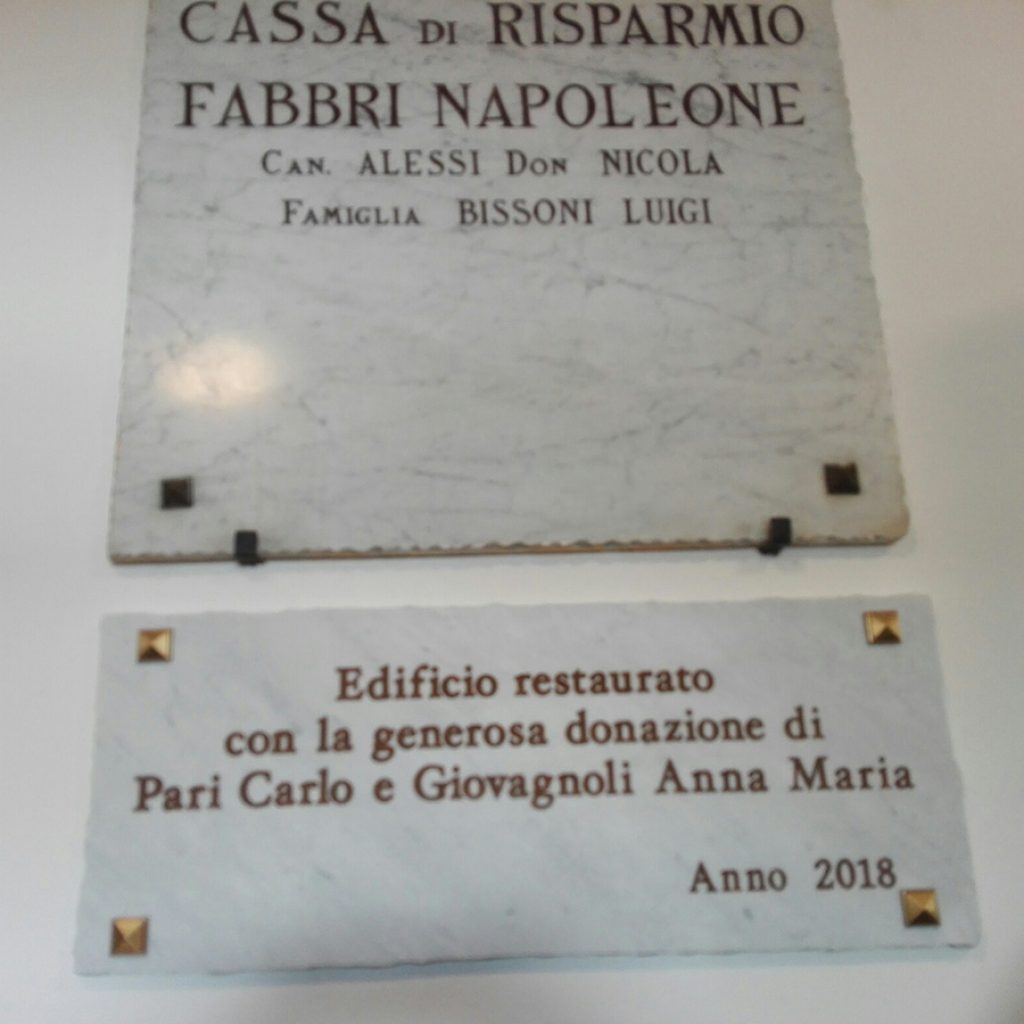 CASSA DI RISPARMIO
FABBRI NAPOLEONE
CAN. ALESSI DON NICOLA
FAMIGLIA BISSONI LUIGI
Edificio restaurato
con la generosa donazione di
Pari Carlo e Giovagnoli Anna Maria
Anno 2018